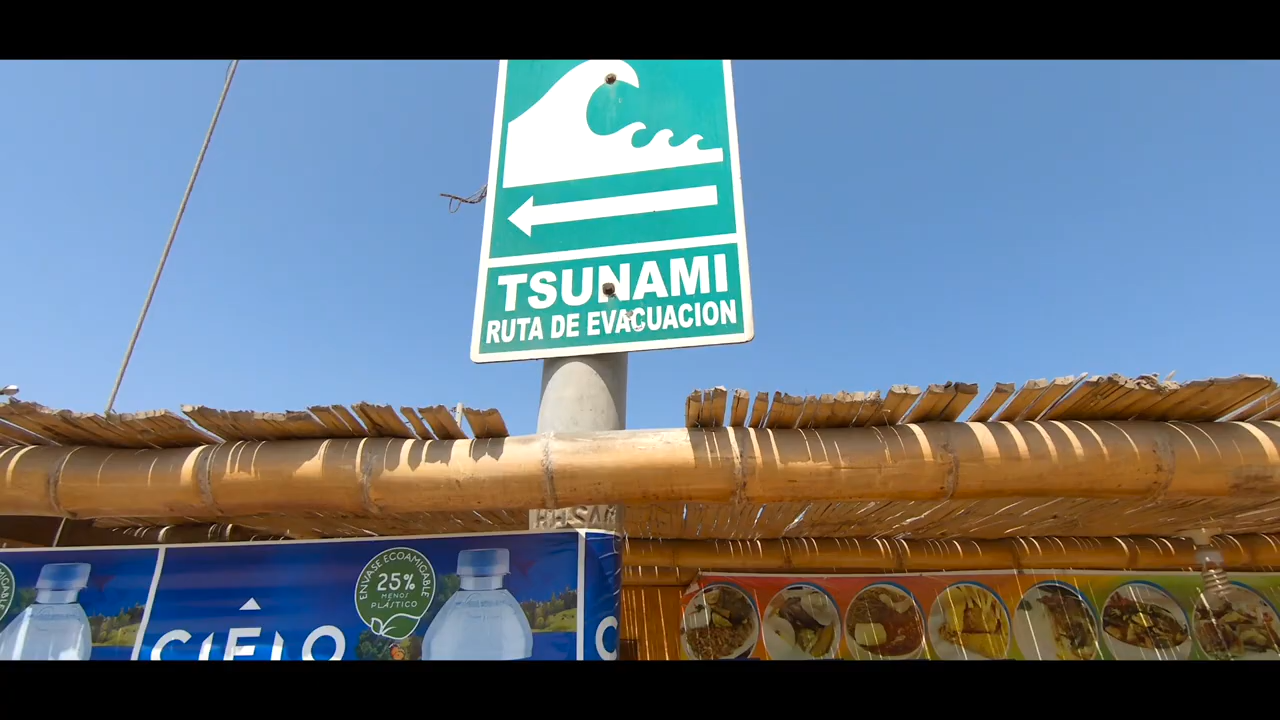 TSUNAMI
RUTA DE EVACUACION
ENVASE ECOAMIGABLE
25%
MENOS
PLÁSTICO
CIELO